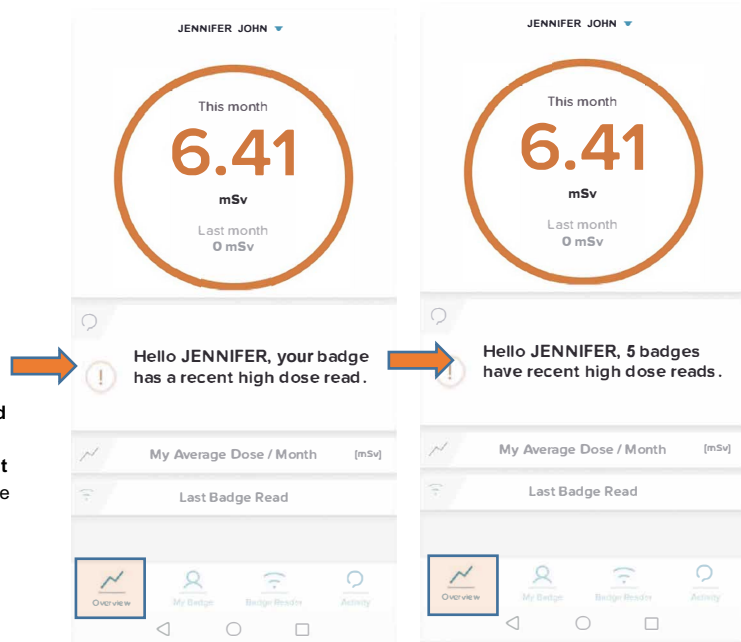 JENNIFER JOHN
This month
6.41
mSv
Last month
0 mSv
Hello JENNIFER, your badge
has a recent high dose read.
My Average Dose / Month [mSv]
Last Badge Read
Overview My Badge Badge Reader Activity
JENNIFER JOHN
This month
6.41
mSv
Last month
0 mSv
Hello JENNIFER, 5 badges
have recent high dose reads.
My Average Dose / Month [mSv]
Last Badge Read
Overview My Badge Badge Reader Activity